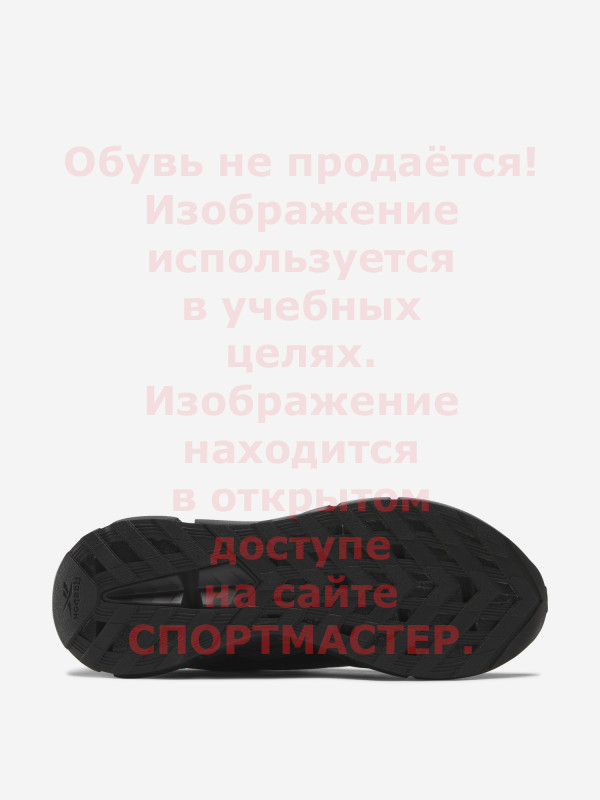 Обувь не продаётся!
Изображение
используется
в учебных
целях.
Изображение
находится
в открытом
доступе
на сайте
СПОРТМАСТЕР.
Reebok